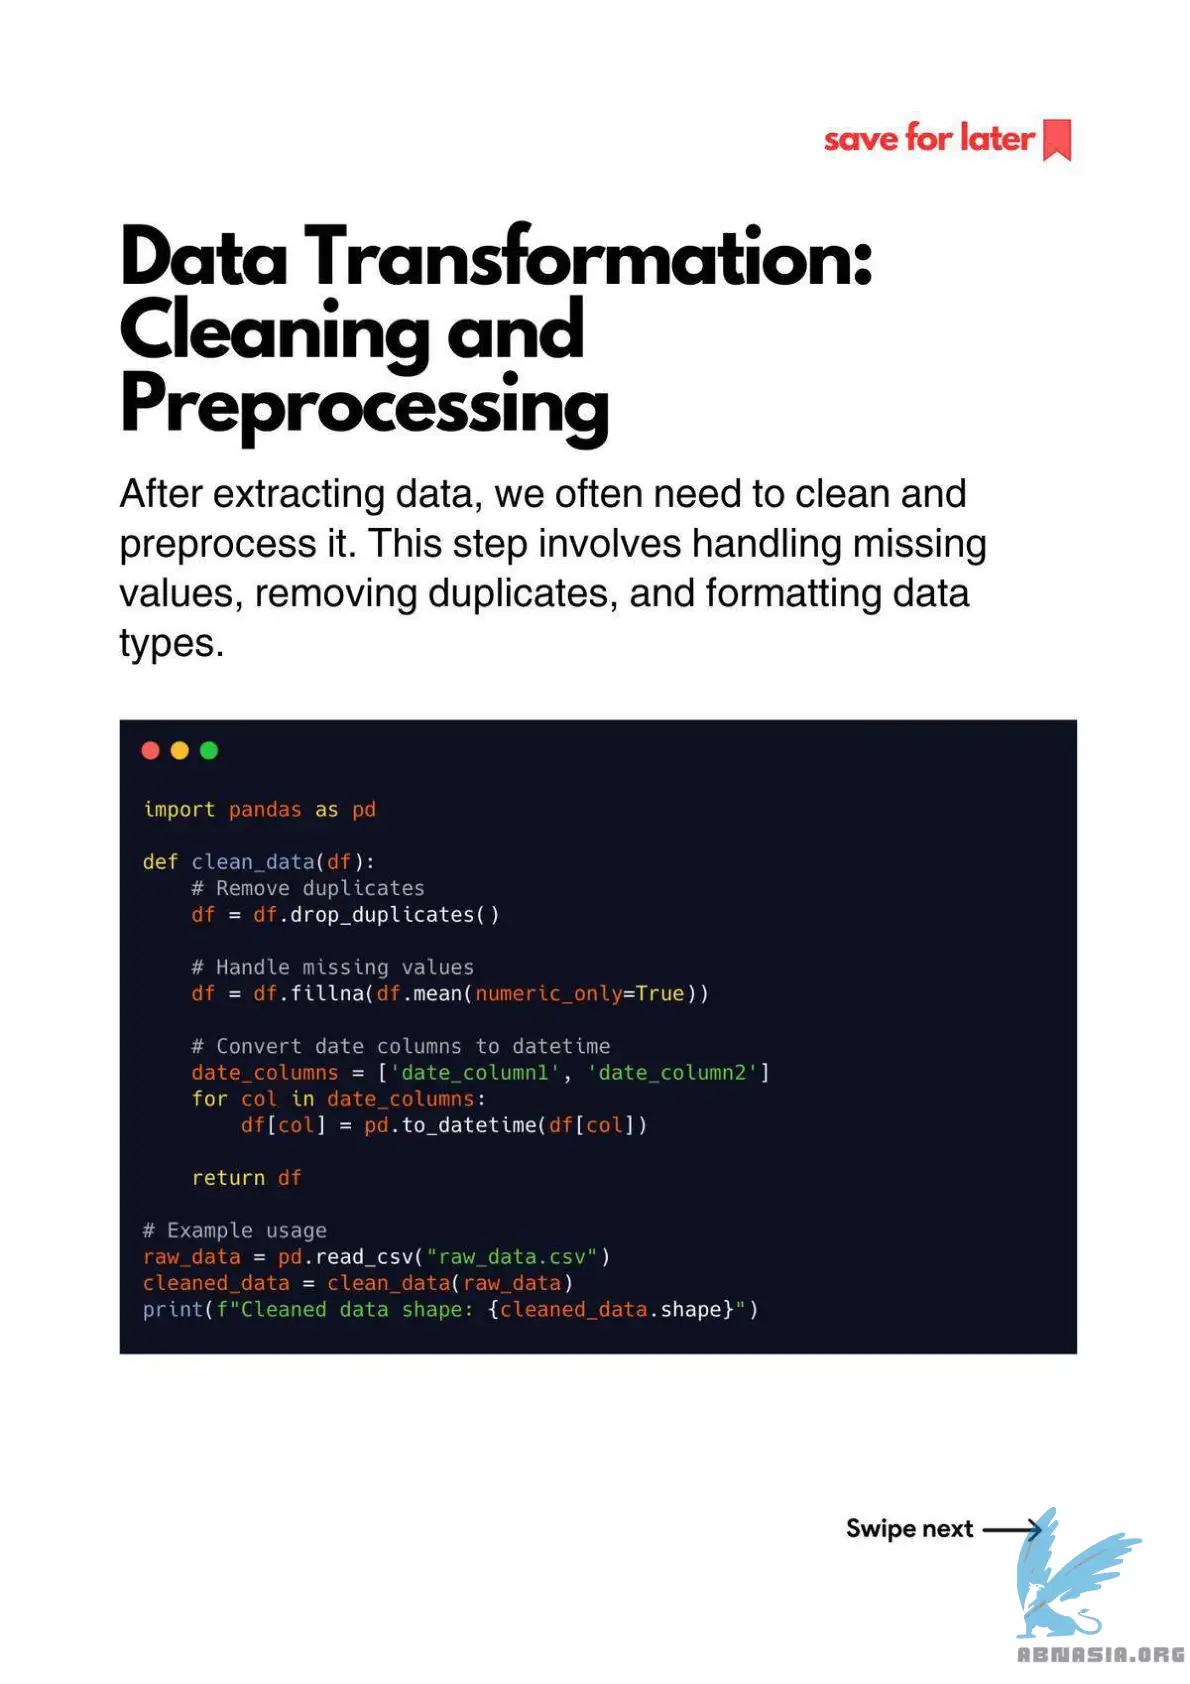 save for later
Data Transformation:
Cleaning and
Preprocessing
After extracting data, we often need to clean and
preprocess it. This step involves handling missing
values, removing duplicates, and formatting data
types.
import pandas as pd
def clean_data(df):
    # Remove duplicates
    df = df.drop_duplicates()
    # Handle missing values
    df = df.fillna(df.mean(numeric_only=True))
    # Convert date columns to datetime
    date_columns = ['date_column1', 'date_column2']
    for col in date_columns:
        df[col] = pd.to_datetime(df[col])
    return df
# Example usage
raw_data = pd.read_csv("raw_data.csv")
cleaned_data = clean_data(raw_data)
print(f"Cleaned data shape: {cleaned_data.shape}")
Swipe next
ABNASIA.ORG